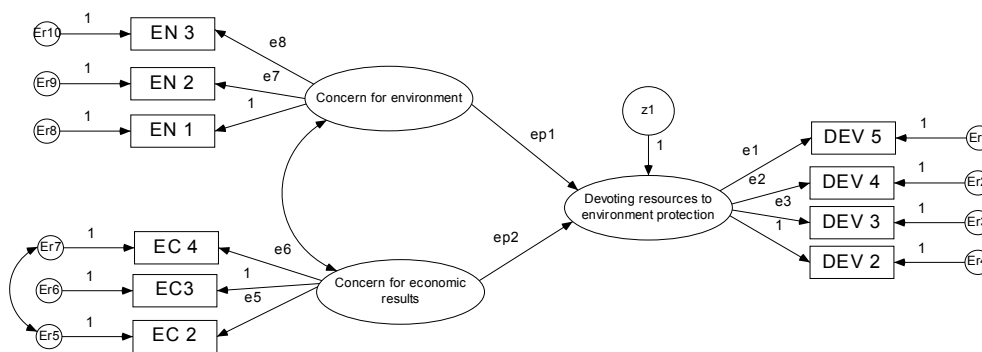 Er10
1
EN 3
e8
Er9
1
EN 2
e7
Er8
1
EN 1
1
Concern for environment
ep1
z1
1
Devoting resources to
environment protection
e1
DEV 5
1
e2
DEV 4
1
Er2
e3
DEV 3
1
Er3
1
DEV 2
1
Er4
ep2
Er7
1
EC 4
e6
Er6
1
EC3
1
Er5
1
EC 2
e5
Concern for economic
results